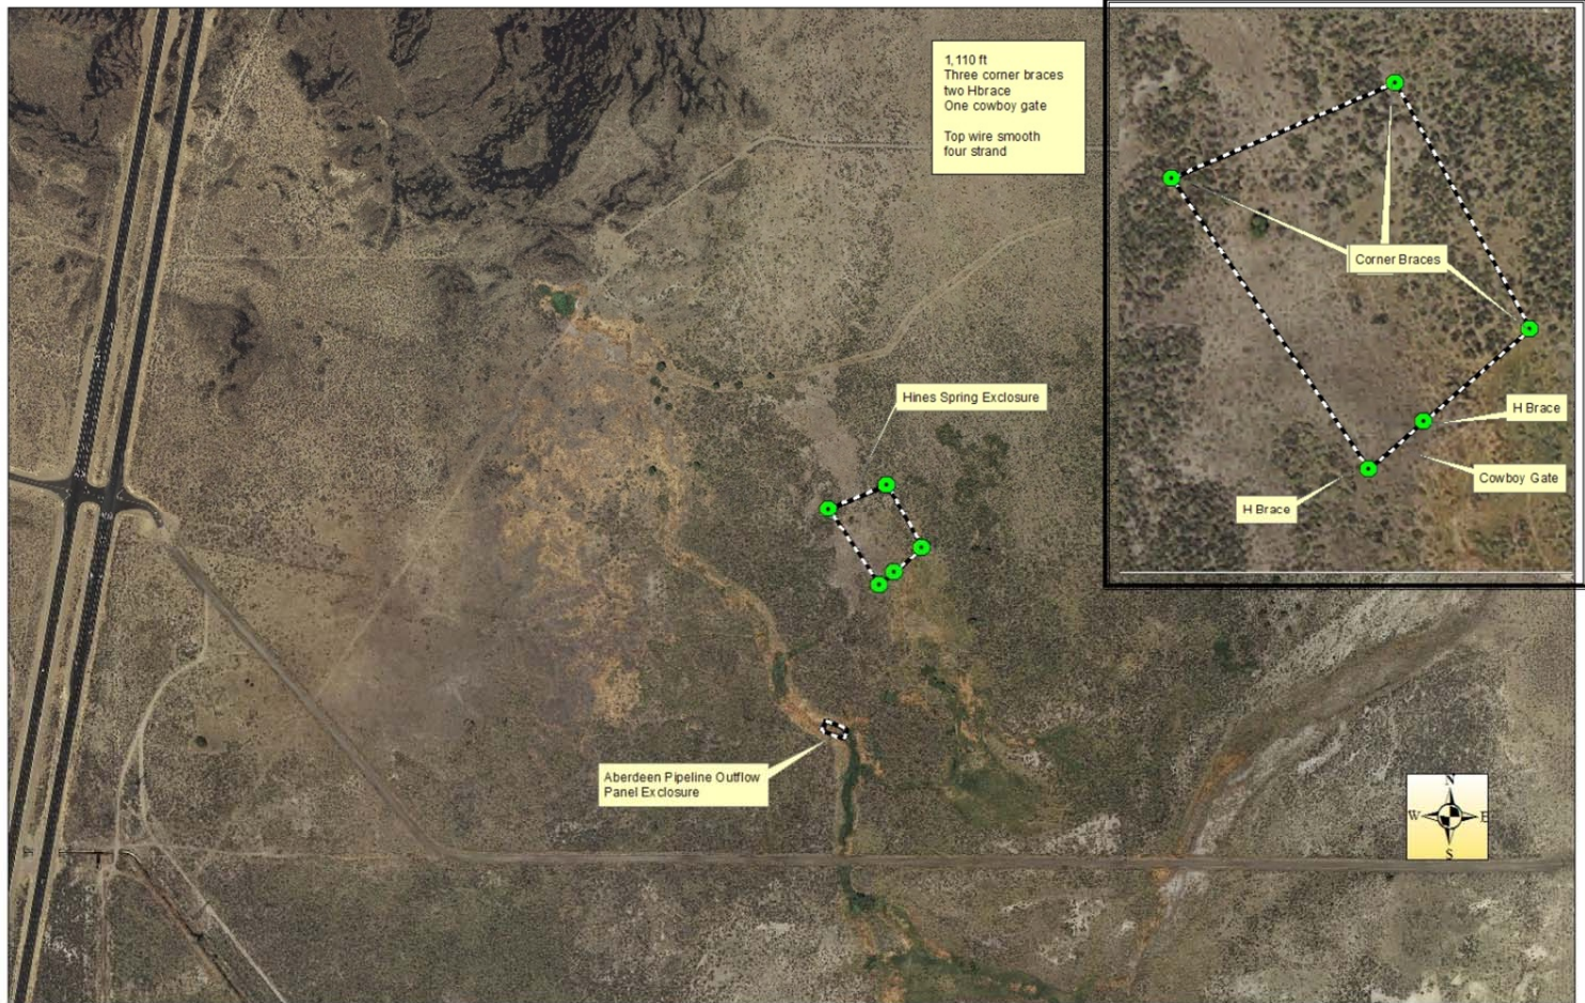 1,110 ft
Three corner braces
two Hbrace
One cowboy gate
Top wire smooth
four strand
Corner Braces
H Brace
Cowboy Gate
H Brace
Hines Spring Exclosure
Aberdeen Pipeline Outflow
Panel Exclosure
N
W
E
S